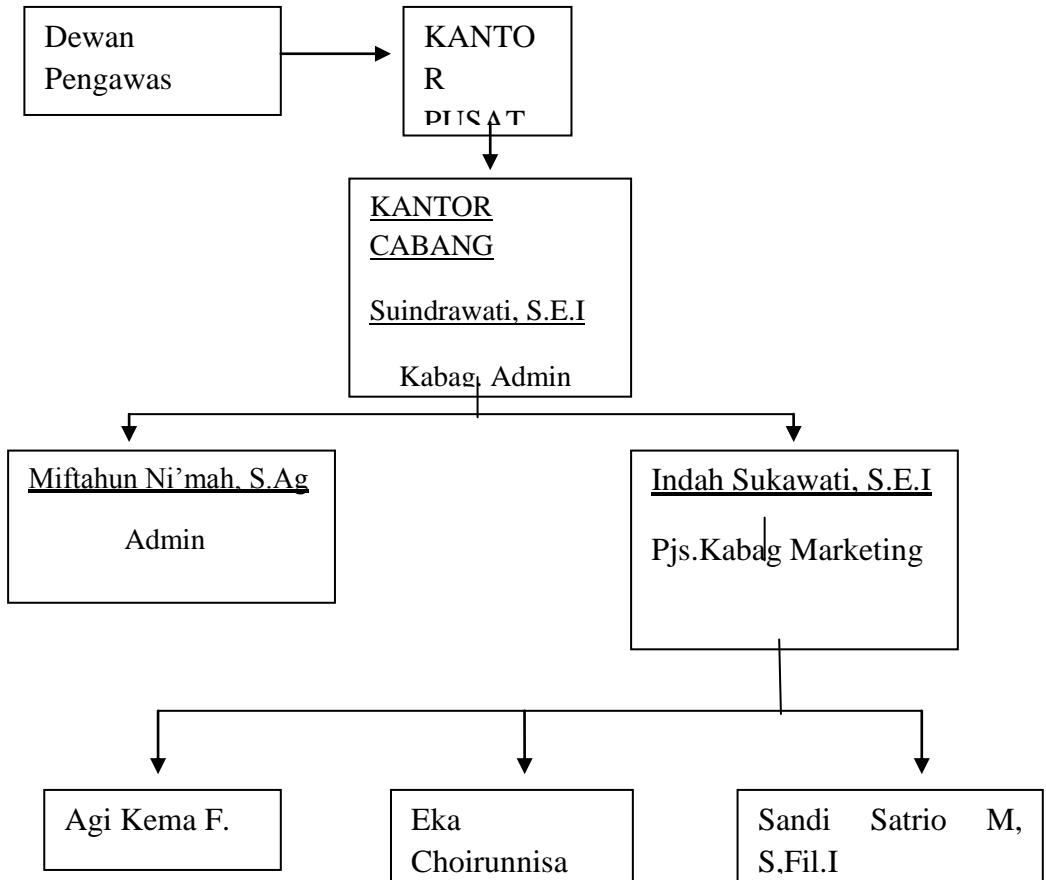 Dewan
Pengawas
KANTO
R
PUSAT
KANTOR
CABANG
Suindrawati, S.E.I
Kabag. Admin
Miftahun Ni’mah, S.Ag
Admin
Indah Sukawati, S.E.I
Pjs.Kabag Marketing
Agi Kema F.
Eka
Choirunnisa
Sandi Satrio M,
S,Fil.I